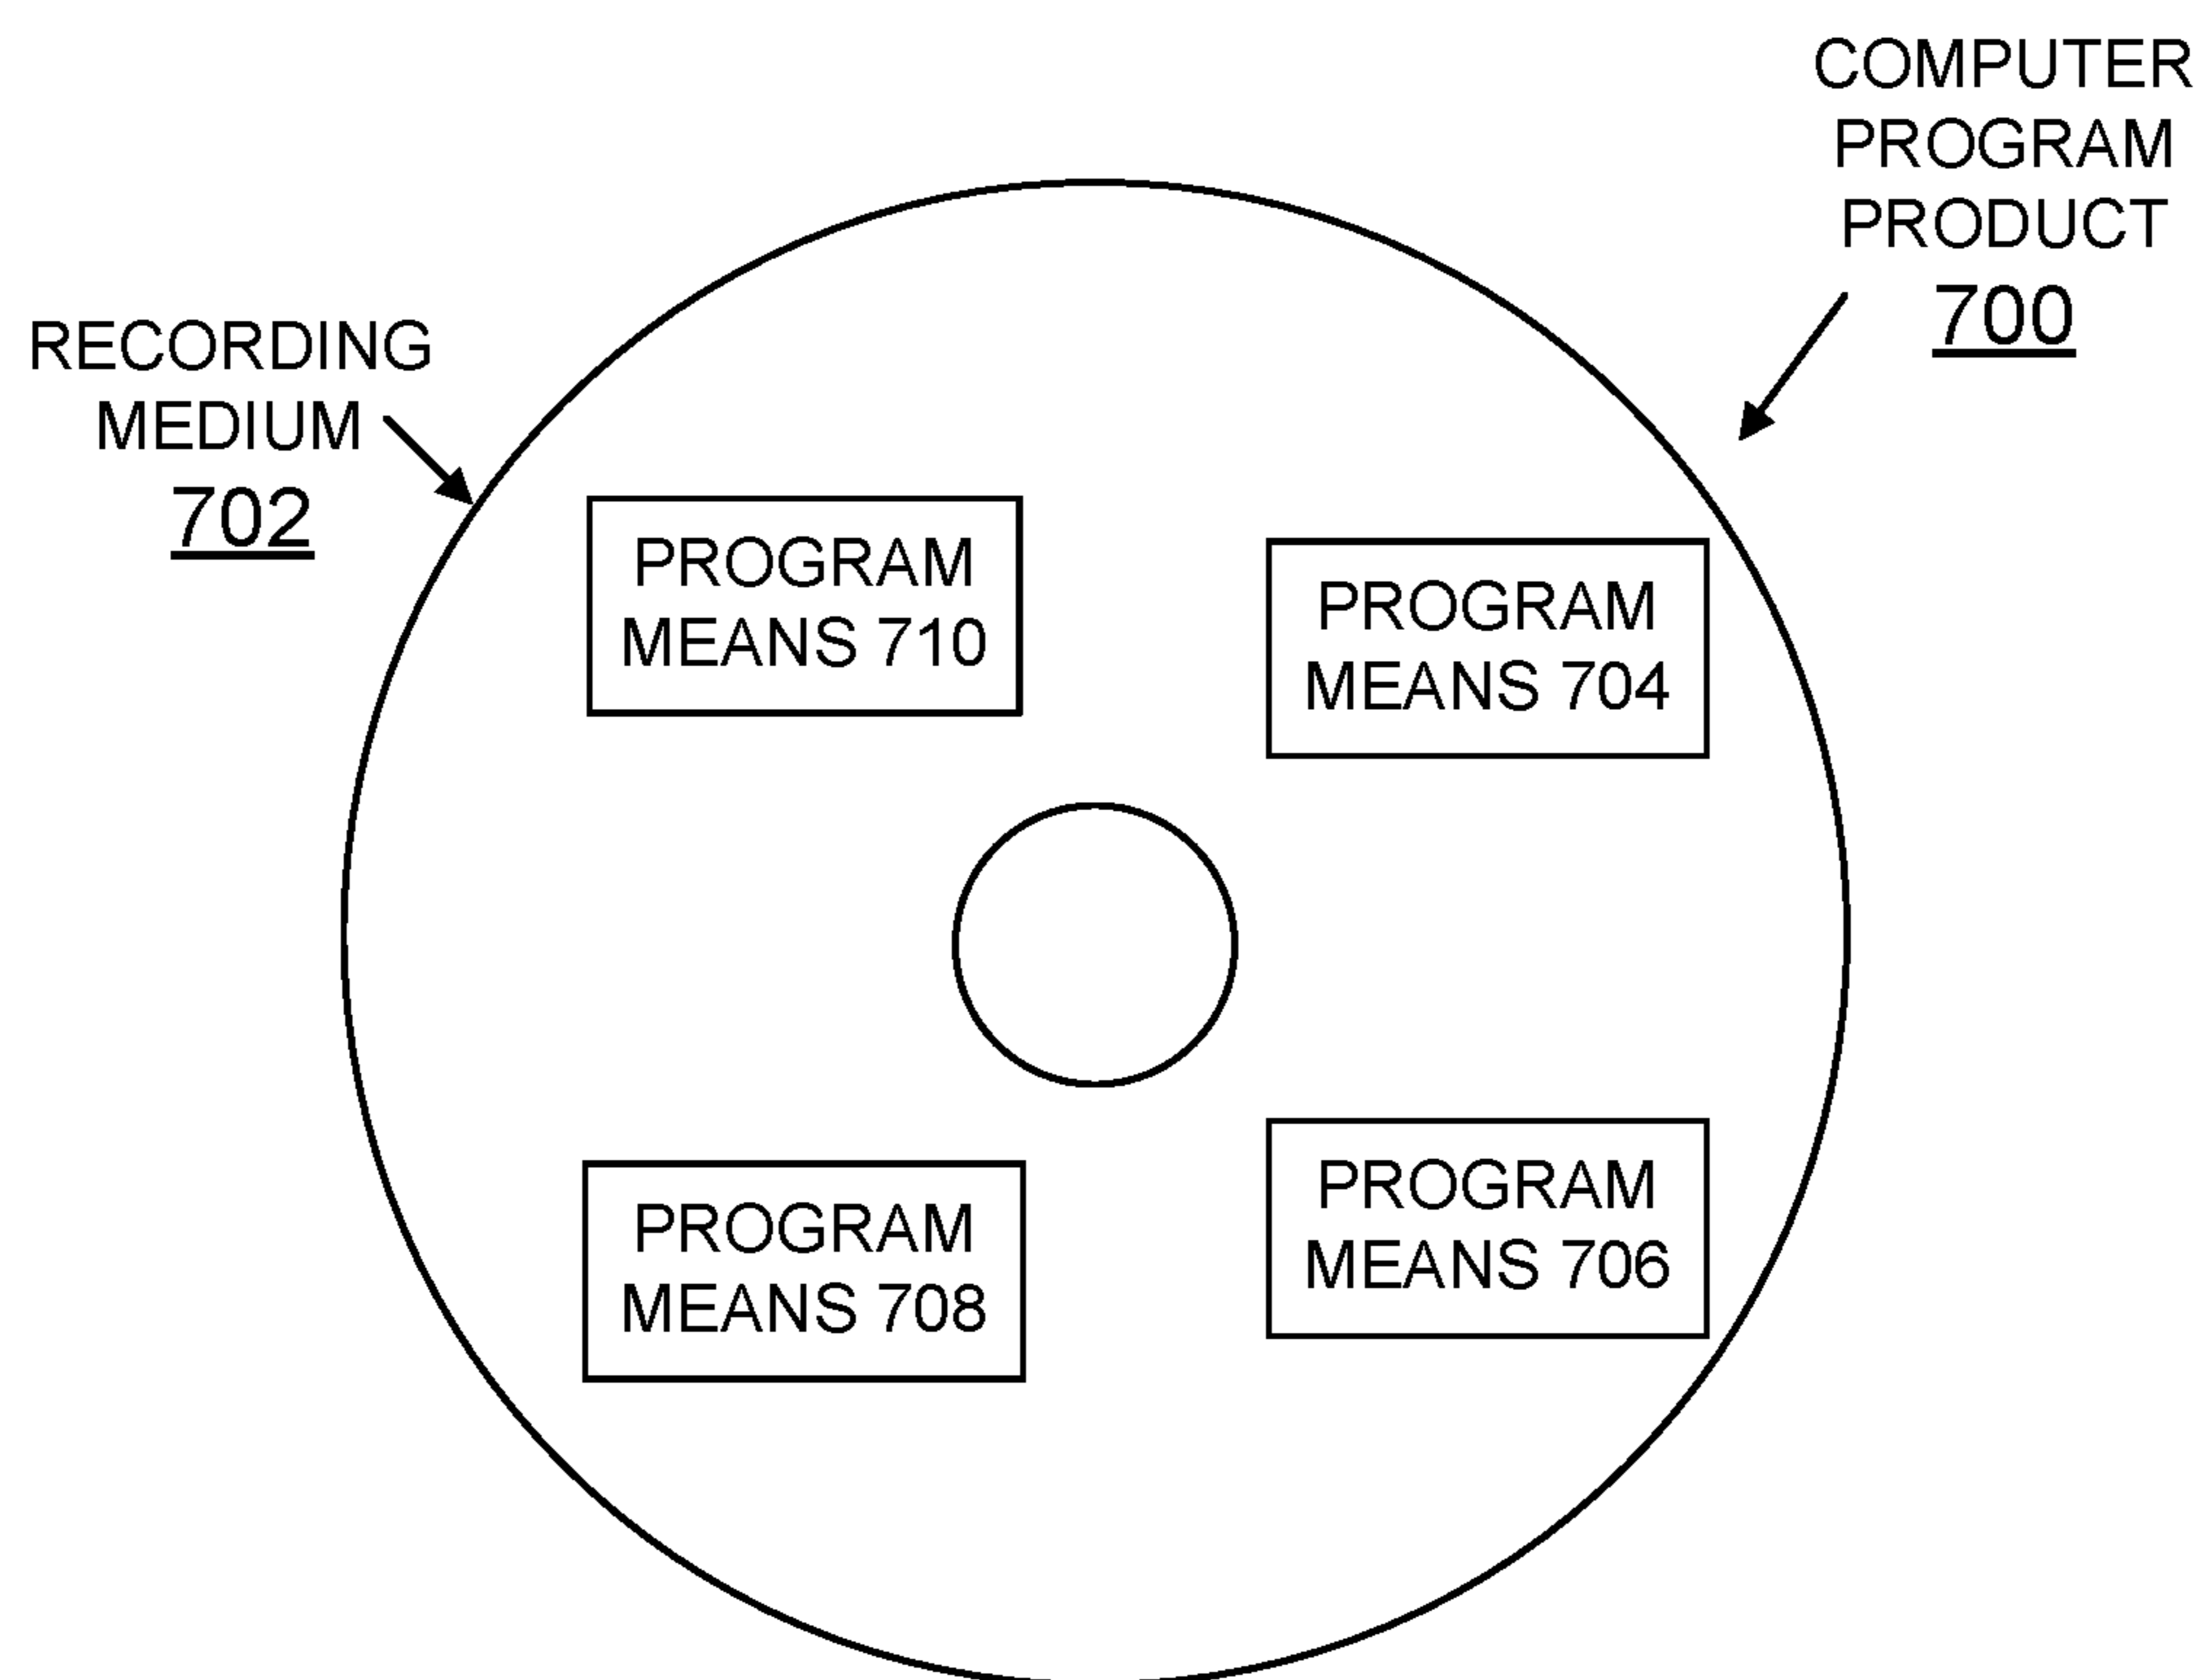 COMPUTER
PROGRAM
PRODUCT
700
RECORDING
MEDIUM
702
PROGRAM
MEANS 710
PROGRAM
MEANS 704
PROGRAM
MEANS 708
PROGRAM
MEANS 706